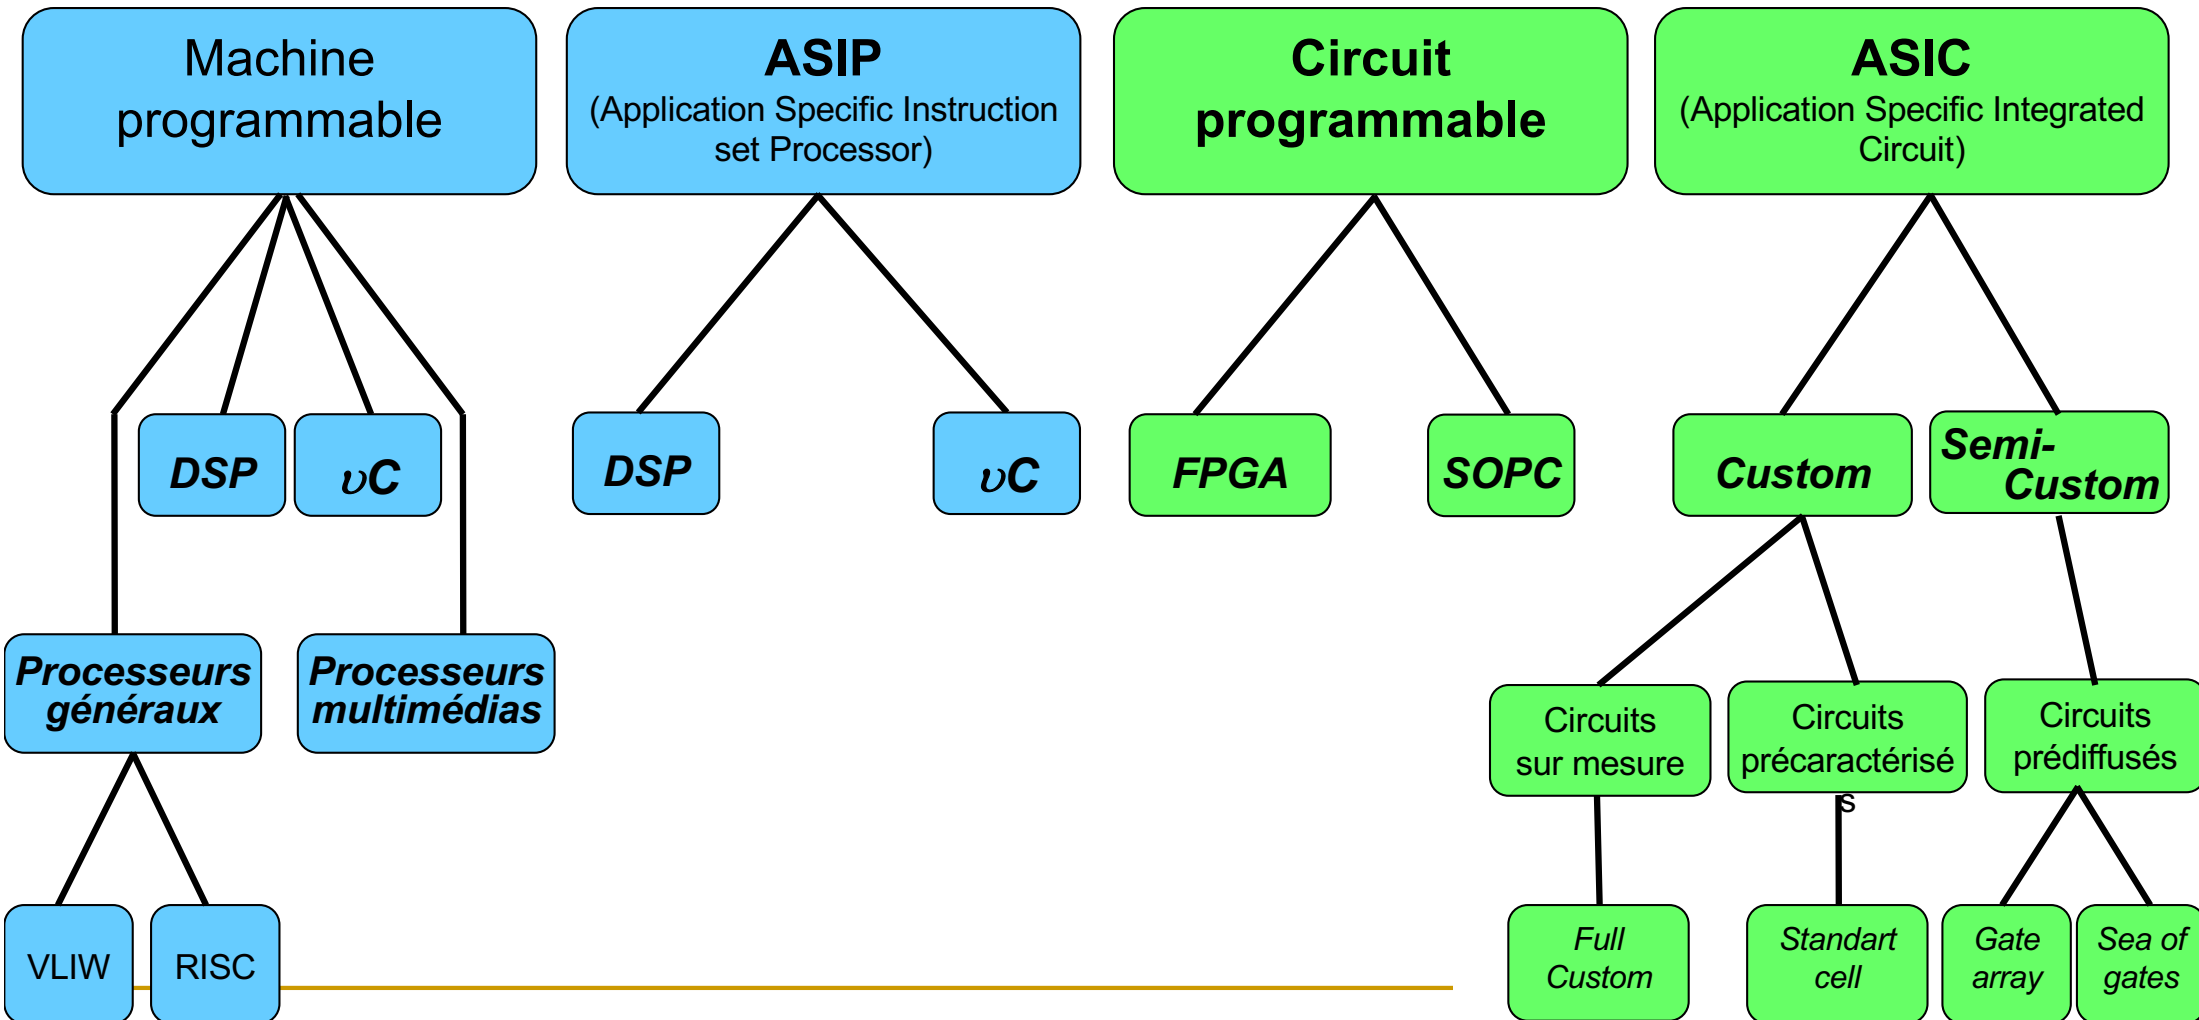 Machine
programmable
ASIP
(Application Specific Instruction
set Processor)
Circuit
programmable
ASIC
(Application Specific Integrated
Circuit)
DSP
υC
DSP
υC
FPGA
SOPC
Custom
Semi-
Custom
Processeurs
généraux
Processeurs
multimédias
Circuits
sur mesure
Circuits
précaractérisé
s
Circuits
prédiffusés
VLIW
RISC
Full
Custom
Standart
cell
Gate
array
Sea of
gates